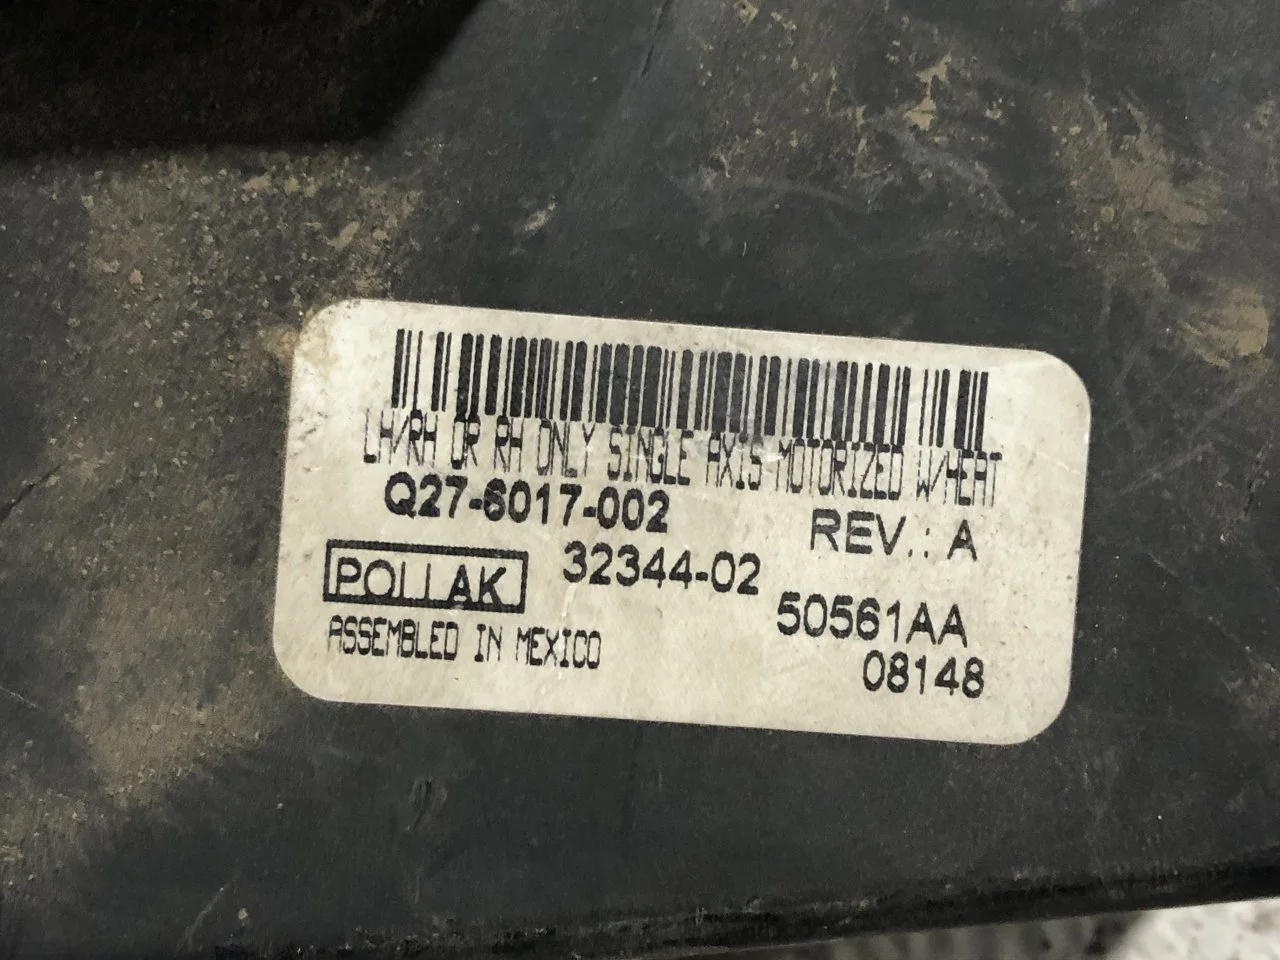 LH/RH OR RH ONLY SINGLE AXIS MOTORIZED W/HEAT
Q27-6017-002 REV.: A
POLLAK 32344-02
50561AA
ASSEMBLED IN MEXICO
08148